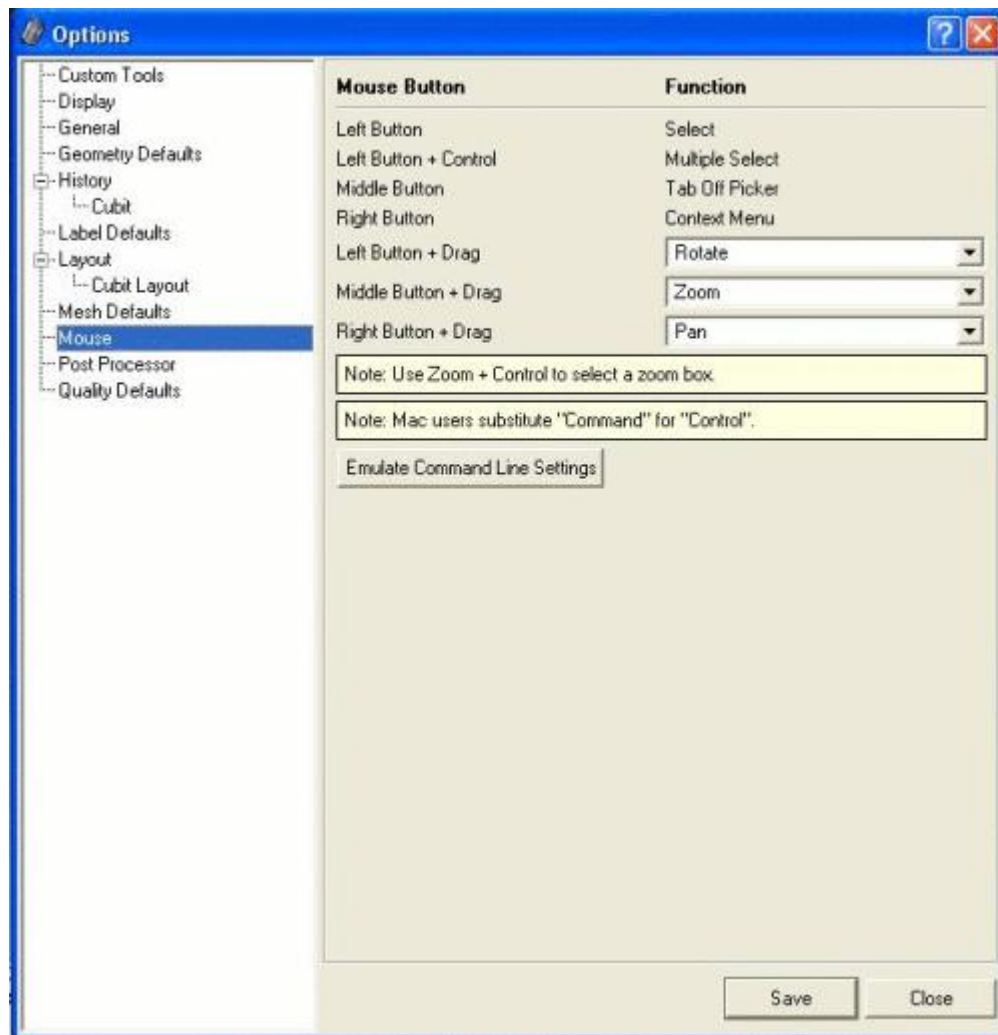 Options
Custom Tools
Display
General
Geometry Defaults
History
Cubit
Label Defaults
Layout
Cubit Layout
Mesh Defaults
Mouse
Post Processor
Quality Defaults
Mouse Button Function
Left Button Select
Left Button + Control Multiple Select
Middle Button Tab Off Picker
Right Button Context Menu
Left Button + Drag Rotate
Middle Button + Drag Zoom
Right Button + Drag Pan
Note: Use Zoom + Control to select a zoom box.
Note: Mac users substitute "Command" for "Control".
Emulate Command Line Settings
Save Close